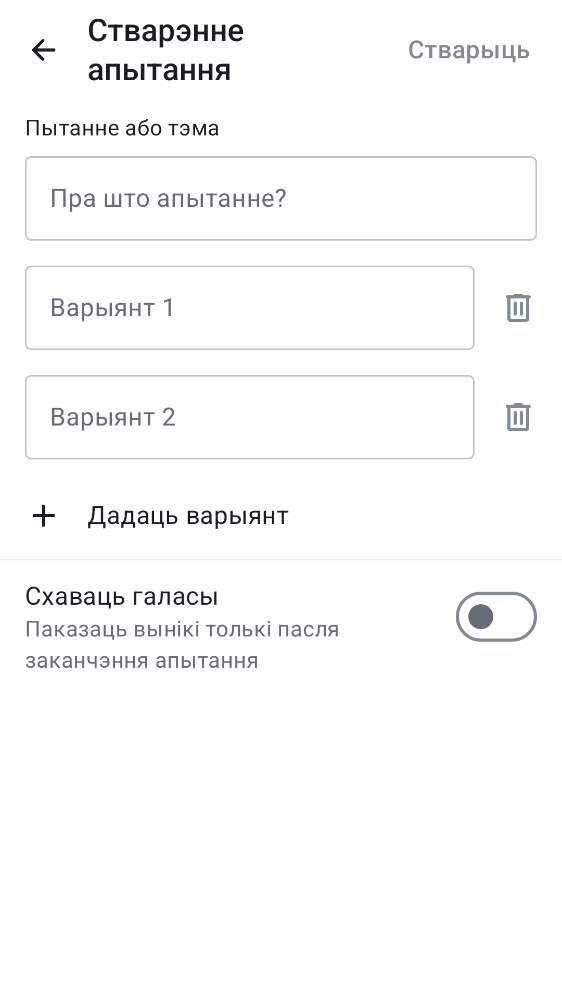 Стварэнне
апытання
Стварыць
Пытанне або тэма
Пра што апытанне?
Варыянт 1
Варыянт 2
Дадаць варыянт
Схаваць галасы
Паказаць вынікі толькі пасля
заканчэння апытання